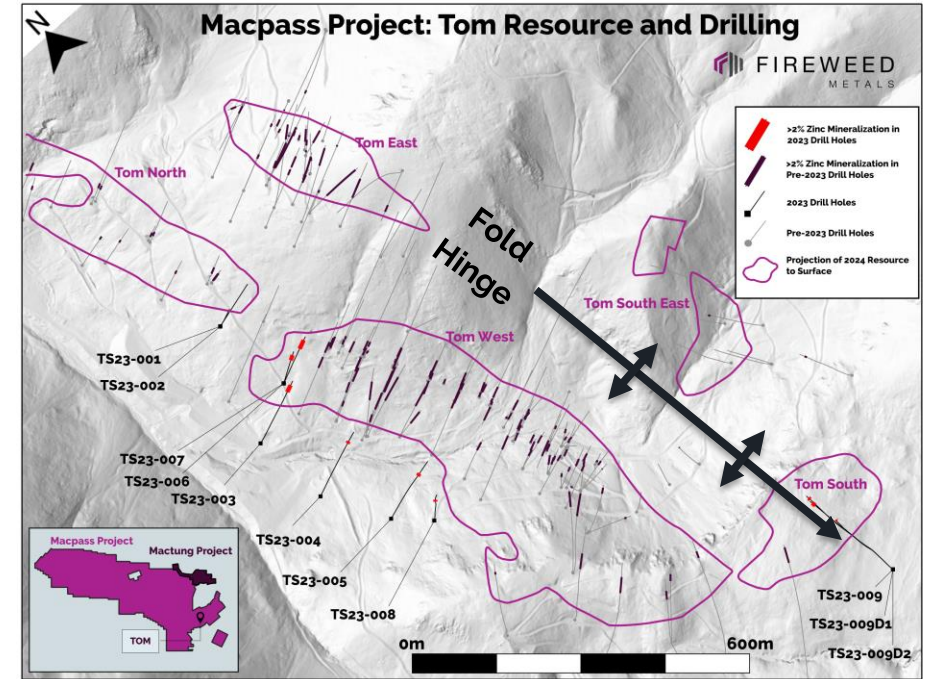 Macpass Project: Tom Resource and Drilling
N
FIREWEED
METALS
>2% Zinc Mineralization in
2023 Drill Holes
>2% Zinc Mineralization in
Pre-2023 Drill Holes
2023 Drill Holes
Pre-2023 Drill Holes
Projection of 2024 Resource
to Surface
Tom East
Tom North
Fold
Hinge
Tom South East
Tom West
TS23-001
TS23-002
TS23-007
TS23-006
TS23-003
Tom South
TS23-004
TS23-005
TS23-008
TS23-009
TS23-009D1
TS23-009D2
Macpass Project
Mactung Project
TOM
0m
600m